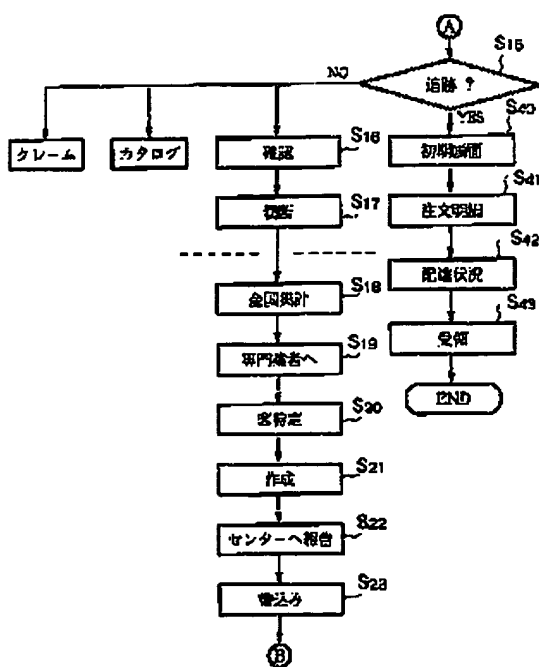 A
S15
追跡 ?
NO
YES
S40
クレーム
カタログ
確認
S16
初期画面
S41
S17
注文明細
S42
配達状況
S18
全国集計
S43
受領
S19
専門業者へ
END
S20
S21
作成
S22
センターへ報告
S23
書込み
B